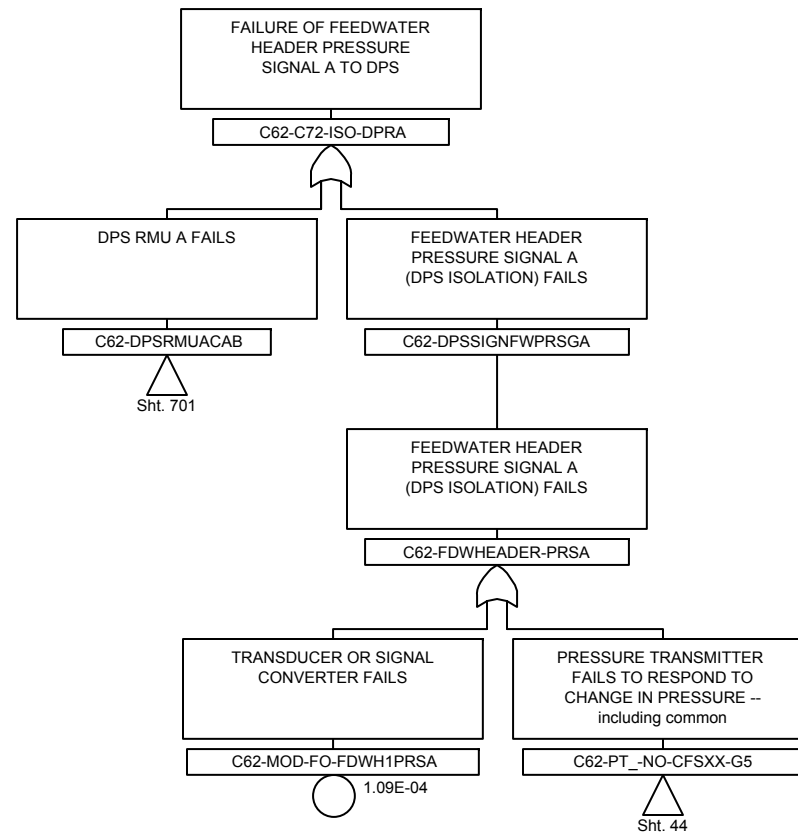 FAILURE OF FEEDWATER
HEADER PRESSURE
SIGNAL A TO DPS
C62-C72-ISO-DPRA
DPS RMU A FAILS
C62-DPSRMUACAB
Sht. 701
FEEDWATER HEADER
PRESSURE SIGNAL A
(DPS ISOLATION) FAILS
C62-DPSSIGNFWPRSGA
FEEDWATER HEADER
PRESSURE SIGNAL A
(DPS ISOLATION) FAILS
C62-FDWHEADER-PRSA
TRANSDUCER OR SIGNAL
CONVERTER FAILS
C62-MOD-FO-FDWH1PRSA
1.09E-04
PRESSURE TRANSMITTER
FAILS TO RESPOND TO
CHANGE IN PRESSURE --
including common
C62-PT_-NO-CFSXX-G5
Sht. 44